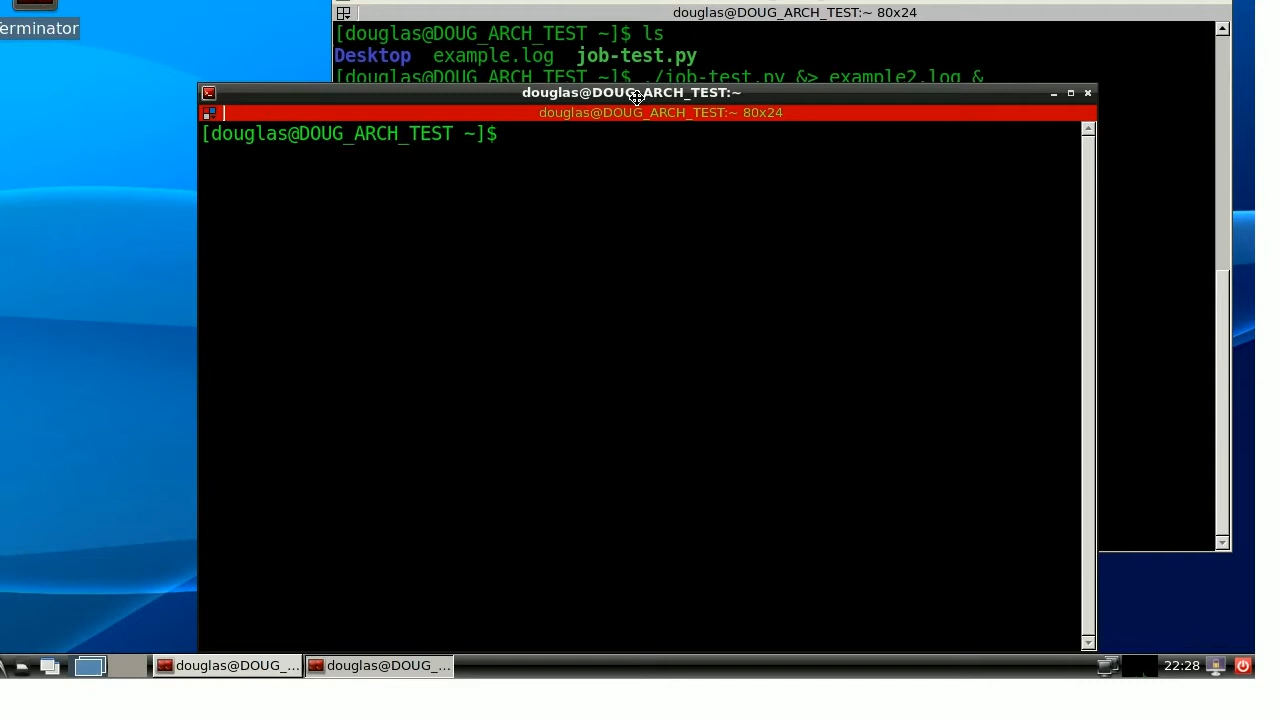 erminator
douglas@DOUG_ARCH_TEST:~ 80x24
[douglas@DOUG_ARCH_TEST ~]$ ls
Desktop example.log job-test.py
[douglas@DOUG_ARCH_TEST ~]$ ./job-test.py &> example2.log &
douglas@DOUG_ARCH_TEST:~
douglas@DOUG_ARCH_TEST:~ 80x24
[douglas@DOUG_ARCH_TEST ~]$
douglas@DOUG_...
douglas@DOUG_...
22:28